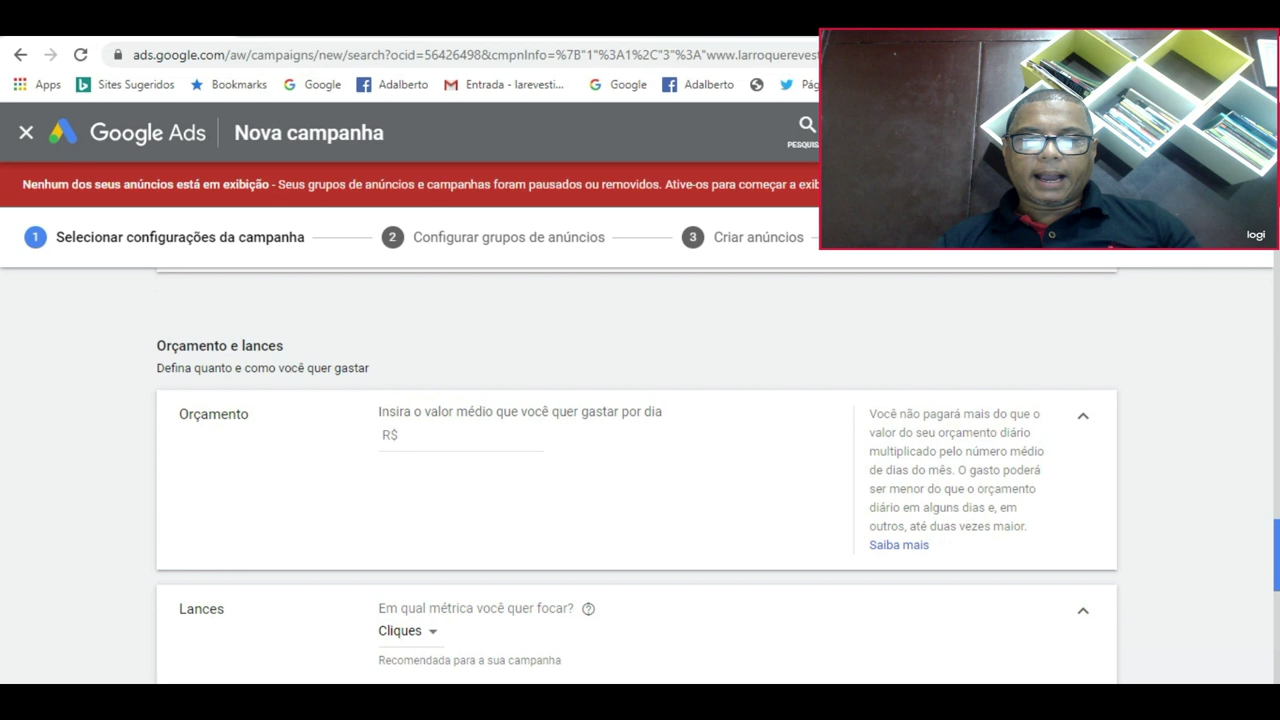 ads.google.com/aw/campaigns/new/search?ocid=56426498&cmpnInfo=%7B"1"%3A1%2C"3"%3A"www.larroquereves
Apps Sites Sugeridos Bookmarks Google Adalberto Entrada - larevesti... Google Adalberto Pág
Google Ads Nova campanha
PESQUIS
Nenhum dos seus anúncios está em exibição - Seus grupos de anúncios e campanhas foram pausados ou removidos. Ative-os para começar a exib
1 Selecionar configurações da campanha 2 Configurar grupos de anúncios 3 Criar anúncios
logi
Orçamento e lances
Defina quanto e como você quer gastar
Orçamento
Insira o valor médio que você quer gastar por dia
R$
Você não pagará mais do que o
valor do seu orçamento diário
multiplicado pelo número médio
de dias do mês. O gasto poderá
ser menor do que o orçamento
diário em alguns dias e, em
outros, até duas vezes maior.
Saiba mais
Lances
Em qual métrica você quer focar?
Cliques
Recomendada para a sua campanha